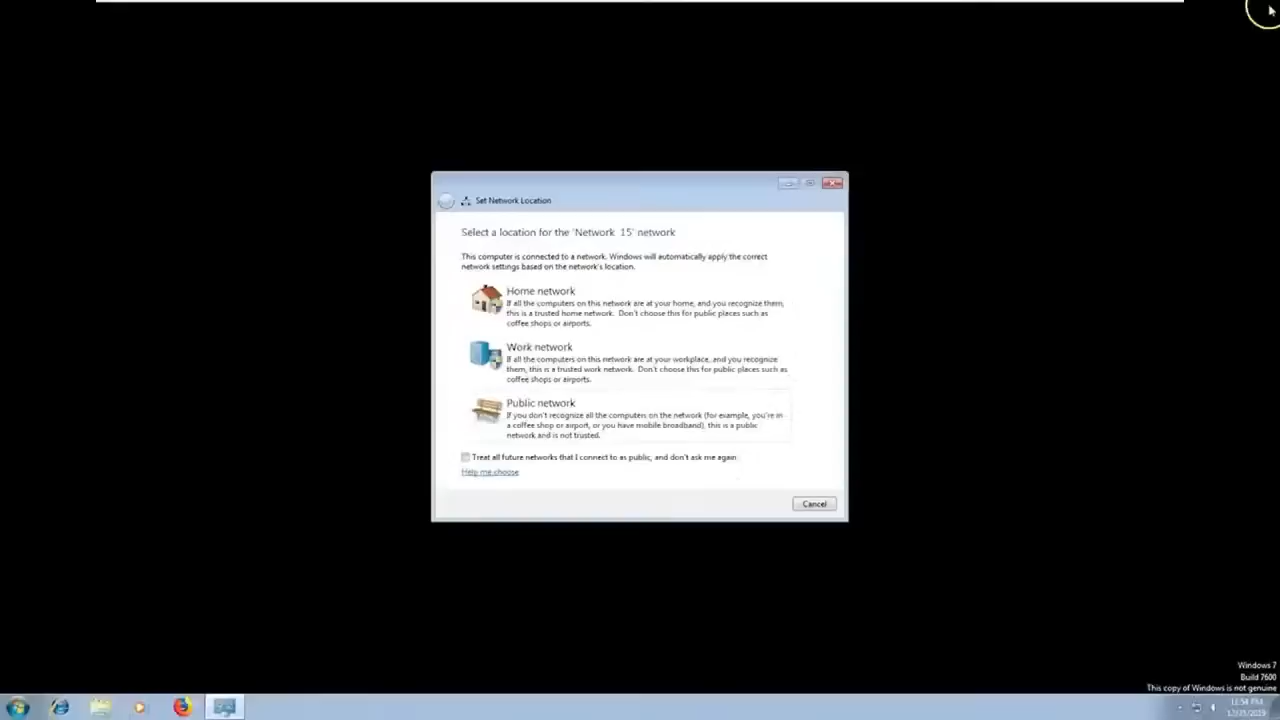 Set Network Location
Select a location for the 'Network 15' network
This computer is connected to a network. Windows will automatically apply the correct
network settings based on the network's location.
Home network
If all the computers on this network are at your home, and you recognize them,
this is a trusted home network. Don't choose this for public places such as
coffee shops or airports.
Work network
If all the computers on this network are at your workplace, and you recognize
them, this is a trusted work network. Don't choose this for public places such as
coffee shops or airports.
Public network
If you don't recognize all the computers on the network (for example, you're in
a coffee shop or airport, or you have mobile broadband), this is a public
network and is not trusted.
Treat all future networks that I connect to as public, and don't ask me again
Help me choose
Cancel
Windows 7
Build 7600
This copy of Windows is not genuine
11:54 PM